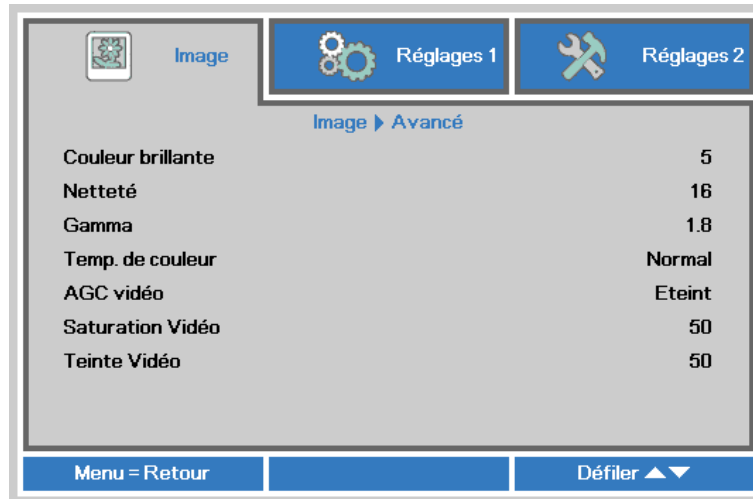 Image Réglages 1 Réglages 2
Image ▶ Avancé
Couleur brillante 5
Netteté 16
Gamma 1.8
Temp. de couleur Normal
AGC vidéo Eteint
Saturation Vidéo 50
Teinte Vidéo 50
Menu = Retour Défiler ▲▼